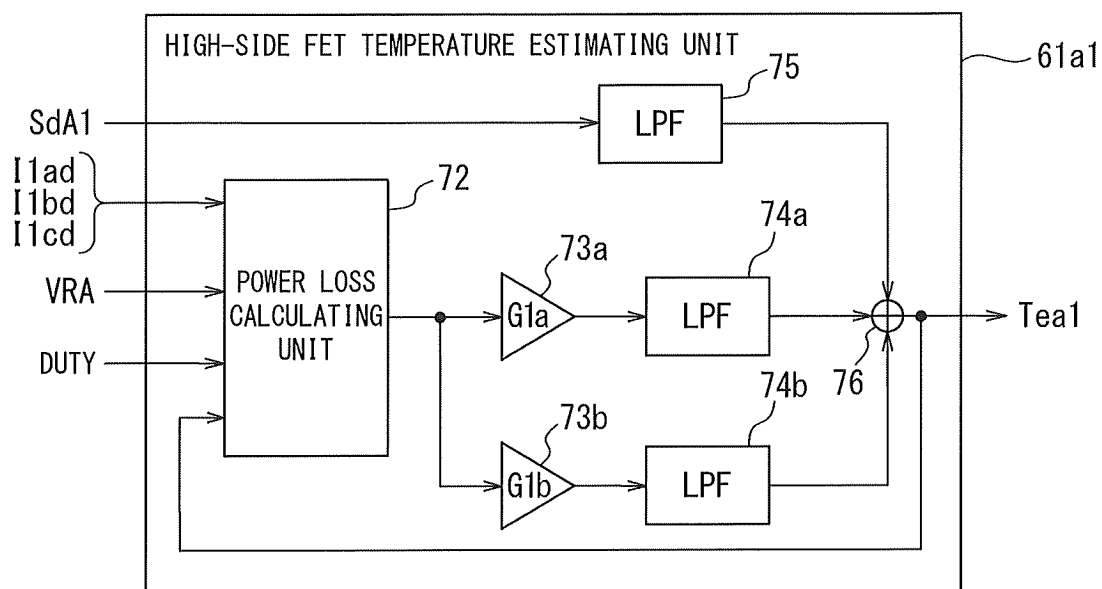 HIGH-SIDE FET TEMPERATURE ESTIMATING UNIT
61a1
75
SdA1
LPF
I1ad
I1bd
I1cd
72
74a
73a
VRA
POWER LOSS
CALCULATING
UNIT
G1a
LPF
Tea1
76
DUTY
74b
73b
G1b
LPF